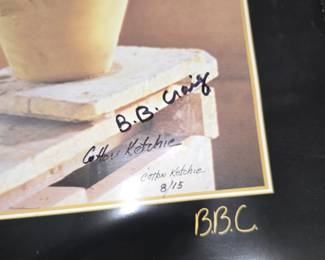 B.B. Craig
Cotton Ketchie
Cotton Ketchie
8/15
B.B.C.